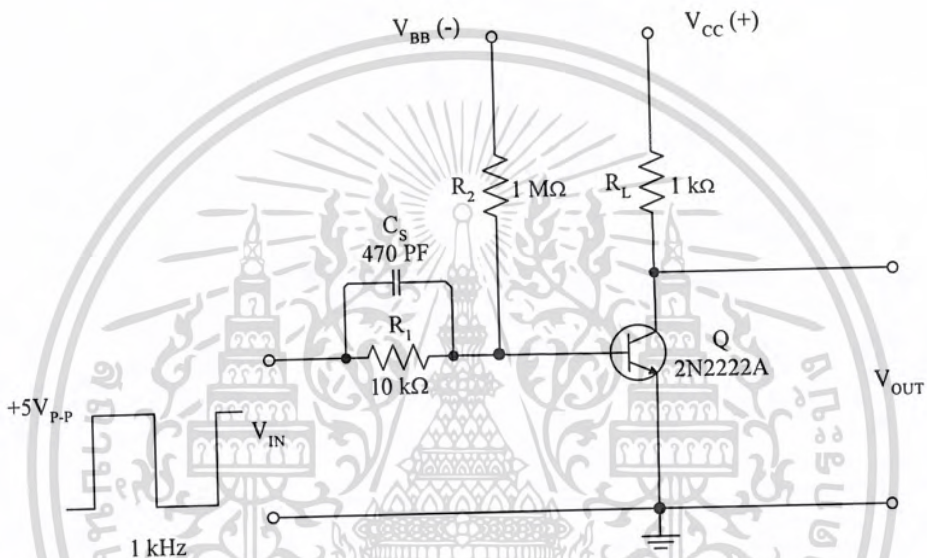 V_BB (-)
V_CC (+)
R_2
1 MΩ
R_L
1 kΩ
C_S
470 PF
R_1
10 kΩ
Q
2N2222A
V_OUT
+5V_P-P
V_IN
1 kHz